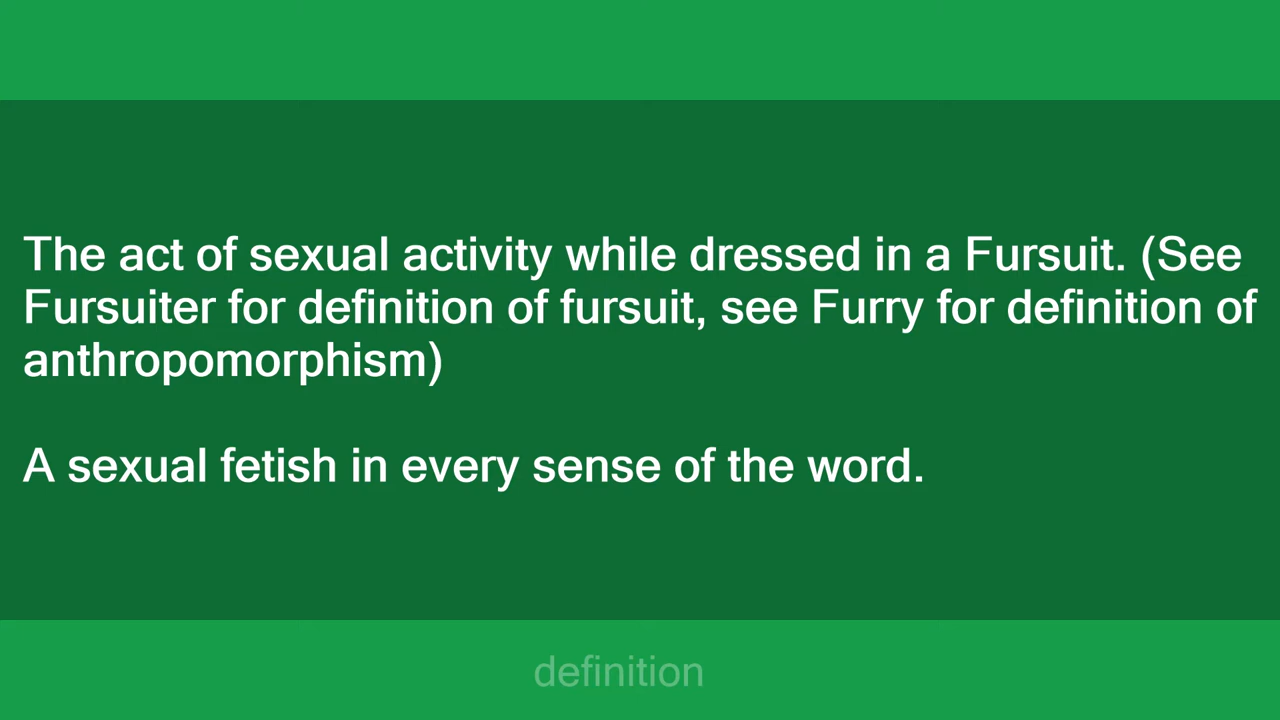 The act of sexual activity while dressed in a Fursuit. (See
Fursuiter for definition of fursuit, see Furry for definition of
anthropomorphism)
A sexual fetish in every sense of the word.
definition